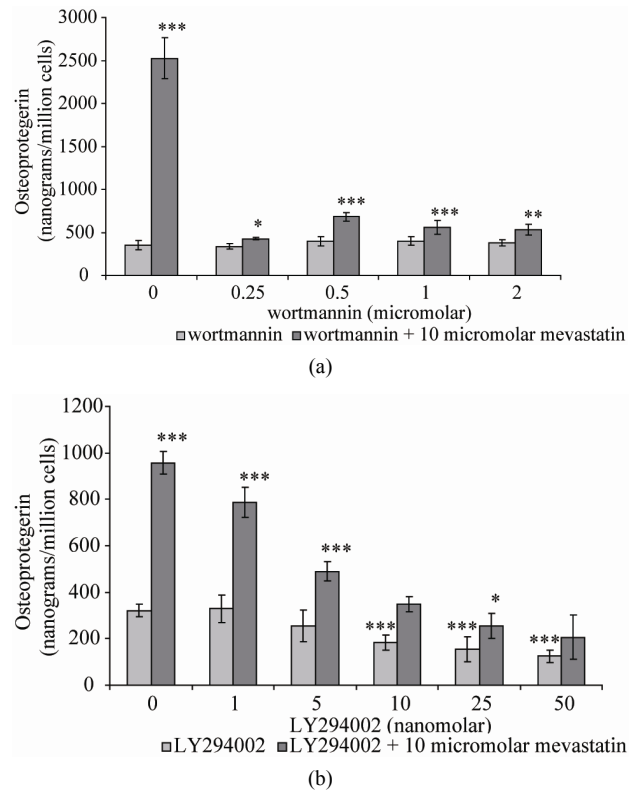 3000
2500
2000
1500
1000
500
0
Osteoprotegerin
(nanograms/million cells)
***
*
***
***
**
0 0.25 0.5 1 2
wortmannin (micromolar)
wortmannin wortmannin + 10 micromolar mevastatin
(a)
1200
1000
800
600
400
200
0
Osteoprotegerin
(nanograms/million cells)
***
***
***
***
***
*
***
0 1 5 10 25 50
LY294002 (nanomolar)
LY294002 LY294002 + 10 micromolar mevastatin
(b)